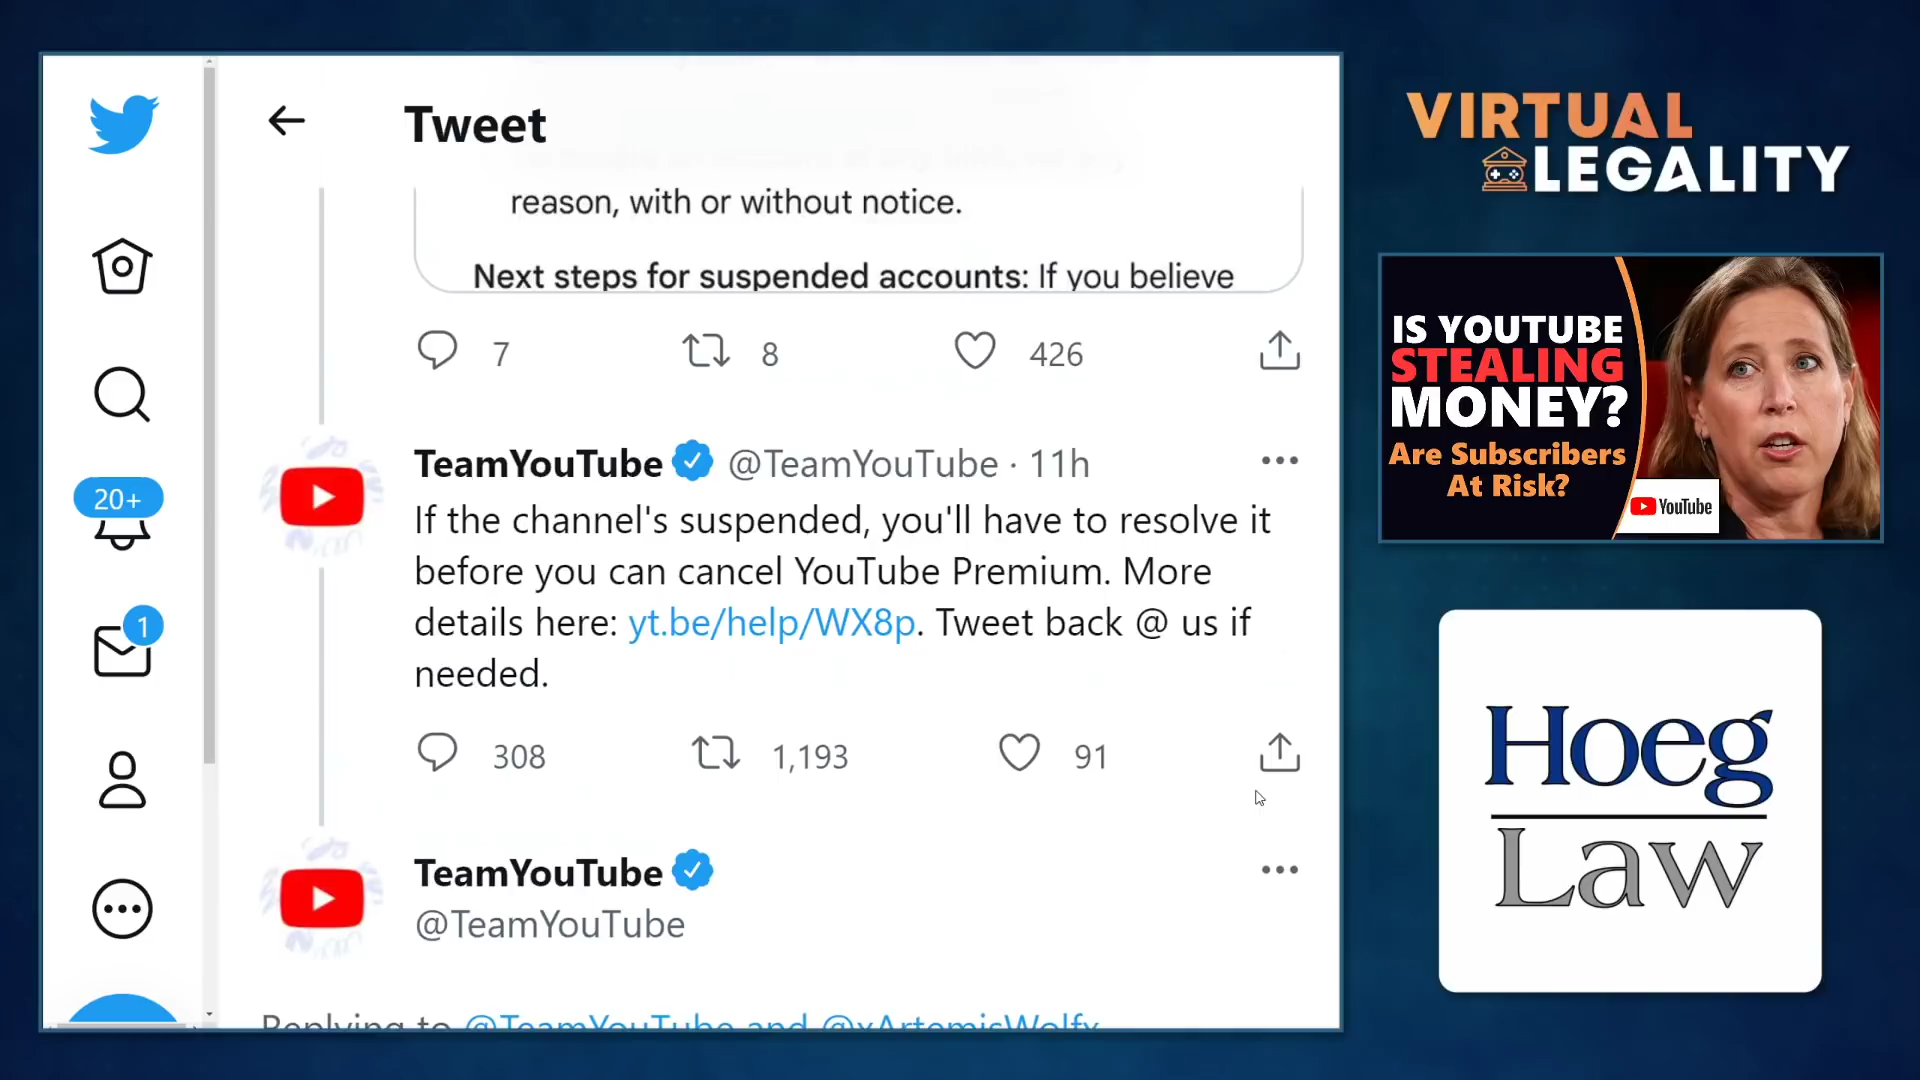 Tweet
reason, with or without notice.
Next steps for suspended accounts: If you believe
7 8 426
TeamYouTube @TeamYouTube · 11h
If the channel's suspended, you'll have to resolve it
before you can cancel YouTube Premium. More
details here: yt.be/help/WX8p. Tweet back @ us if
needed.
308 1,193 91
TeamYouTube
@TeamYouTube
Replying to @TeamYouTube and @xArtemisWolfx
20+
1
VIRTUAL
LEGALITY
IS YOUTUBE
STEALING
MONEY?
Are Subscribers
At Risk?
YouTube
Hoeg
Law